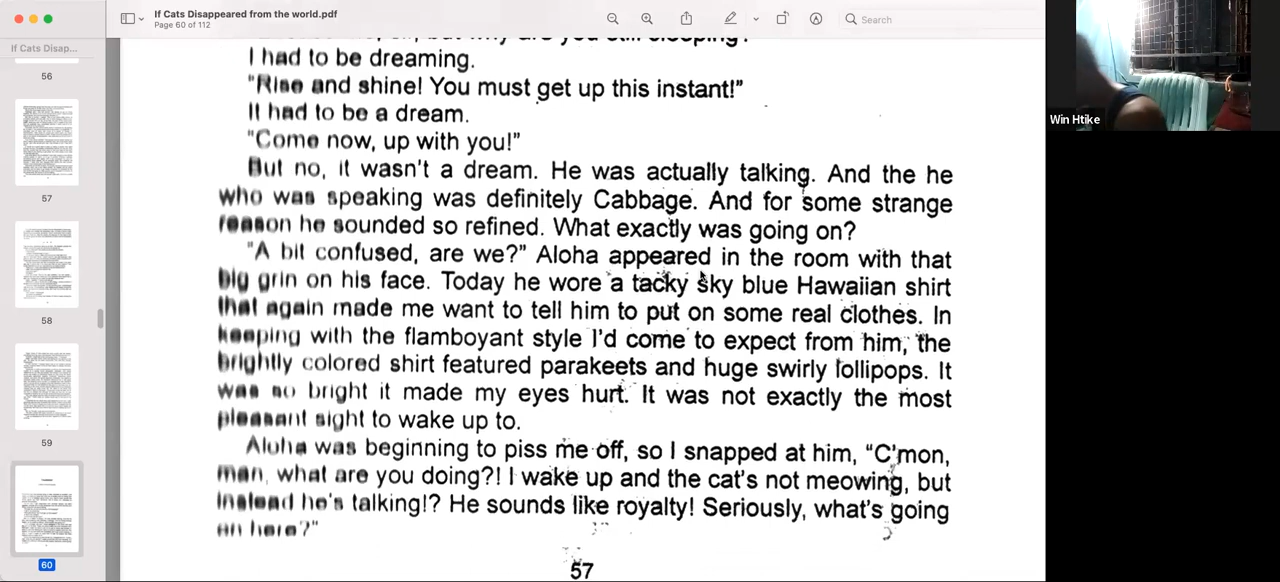 If Cats Disappeared from the world.pdf
Page 60 of 112
Search
If Cats Disap...
56
57
58
59
60
Win Htike
sleeping?
I had to be dreaming.
"Rise and shine! You must get up this instant!"
It had to be a dream.
"Come now, up with you!"
But no, it wasn't a dream. He was actually talking. And the he
who was speaking was definitely Cabbage. And for some strange
reason he sounded so refined. What exactly was going on?
"A bit confused, are we?" Aloha appeared in the room with that
big grin on his face. Today he wore a tacky sky blue Hawaiian shirt
that again made me want to tell him to put on some real clothes. In
keeping with the flamboyant style I'd come to expect from him, the
brightly colored shirt featured parakeets and huge swirly lollipops. It
was so bright it made my eyes hurt. It was not exactly the most
pleasant sight to wake up to.
Aloha was beginning to piss me off, so I snapped at him, "C'mon,
man, what are you doing?! I wake up and the cat's not meowing, but
instead he's talking!? He sounds like royalty! Seriously, what's going
on here?"
57